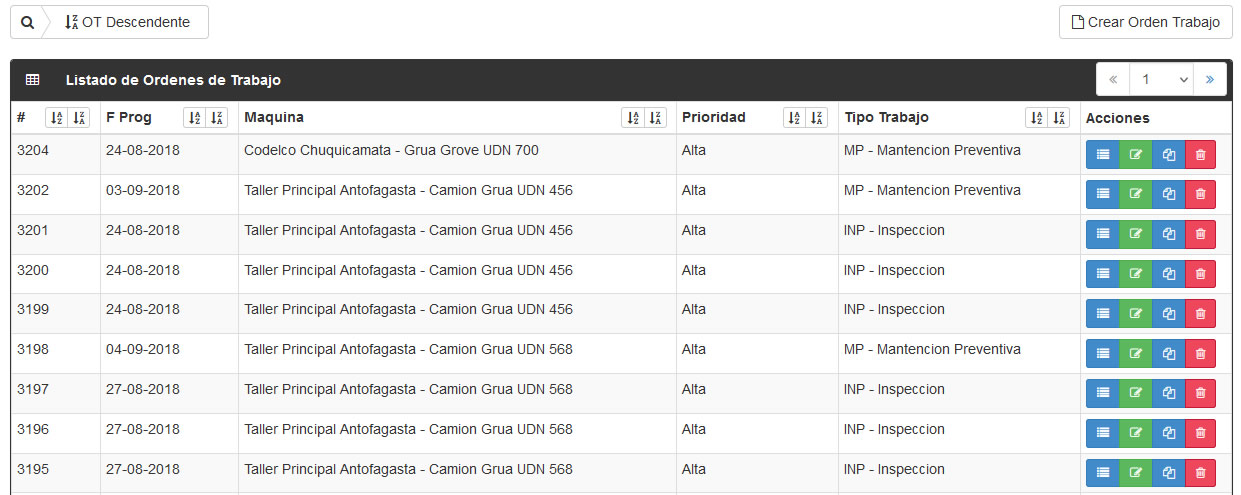 OT Descendente
Crear Orden Trabajo
Listado de Ordenes de Trabajo
« 1 »
# F Prog Maquina Prioridad Tipo Trabajo Acciones
3204 24-08-2018 Codelco Chuquicamata - Grua Grove UDN 700 Alta MP - Mantencion Preventiva
3202 03-09-2018 Taller Principal Antofagasta - Camion Grua UDN 456 Alta MP - Mantencion Preventiva
3201 24-08-2018 Taller Principal Antofagasta - Camion Grua UDN 456 Alta INP - Inspeccion
3200 24-08-2018 Taller Principal Antofagasta - Camion Grua UDN 456 Alta INP - Inspeccion
3199 24-08-2018 Taller Principal Antofagasta - Camion Grua UDN 456 Alta INP - Inspeccion
3198 04-09-2018 Taller Principal Antofagasta - Camion Grua UDN 568 Alta MP - Mantencion Preventiva
3197 27-08-2018 Taller Principal Antofagasta - Camion Grua UDN 568 Alta INP - Inspeccion
3196 27-08-2018 Taller Principal Antofagasta - Camion Grua UDN 568 Alta INP - Inspeccion
3195 27-08-2018 Taller Principal Antofagasta - Camion Grua UDN 568 Alta INP - Inspeccion